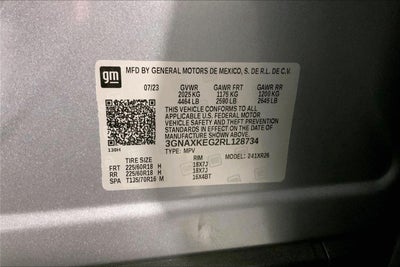 gm
MFD BY GENERAL MOTORS DE MEXICO, S. DE R.L. DE C.V.
07/23 GVWR GAWR FRT GAWR RR
2025 KG 1175 KG 1200 KG
4464 LB 2590 LB 2645 LB
THIS VEHICLE CONFORMS TO ALL
APPLICABLE U.S. FEDERAL MOTOR
VEHICLE SAFETY, BUMPER, AND
THEFT PREVENTION STANDARDS IN
EFFECT ON THE DATE OF
MANUFACTURE SHOWN ABOVE.
3GNAXKEG2RL128734
TYPE: MPV MODEL: 241XR26
TIRE SIZE RIM
FRT 225/60R18 H 18X7J
RR 225/60R18 H 18X7J
SPA T135/70R16 M 16X4BT